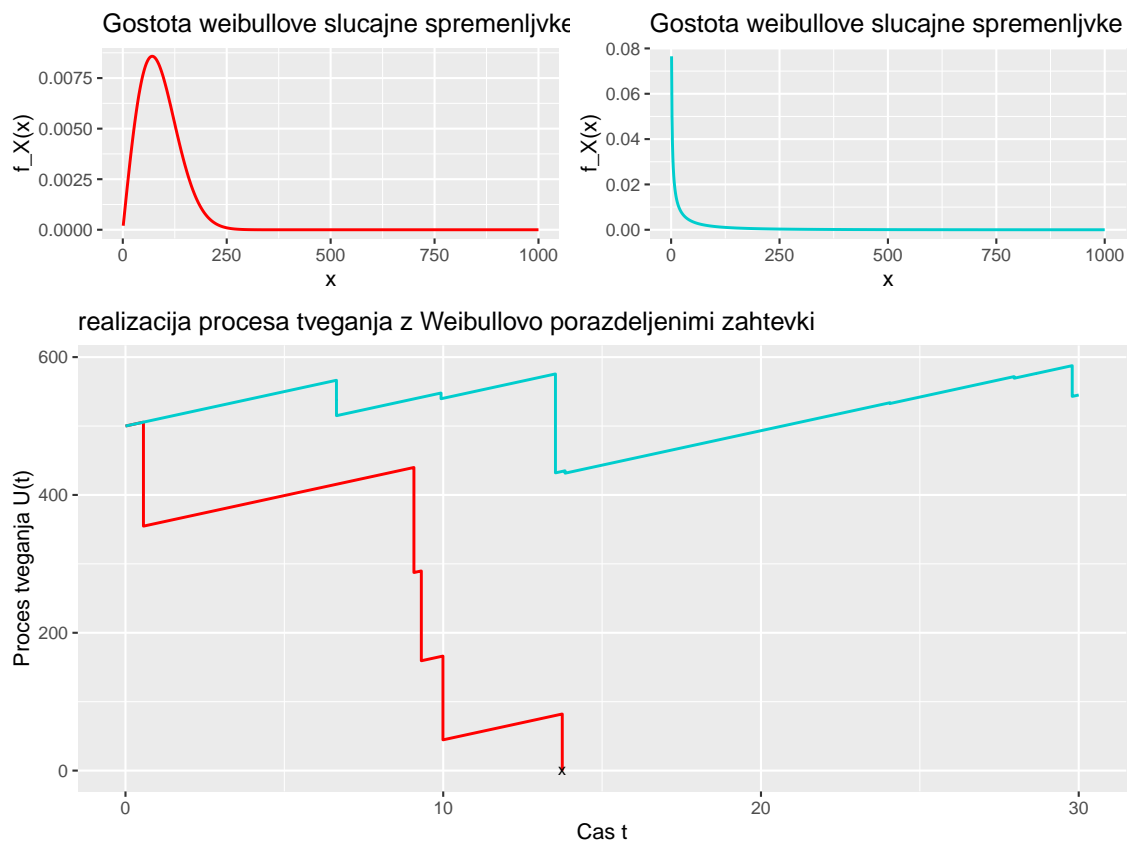 Gostota weibullove slucajne spremenljvke
0.0075
0.0050
0.0025
0.0000
f_X(x)
0 250 500 750 1000
x
Gostota weibullove slucajne spremenljvke
0.08
0.06
0.04
0.02
0.00
f_X(x)
0 250 500 750 1000
x
realizacija procesa tveganja z Weibullovo porazdeljenimi zahtevki
600
400
200
0
Proces tveganja U(t)
x
0 10 20 30
Cas t